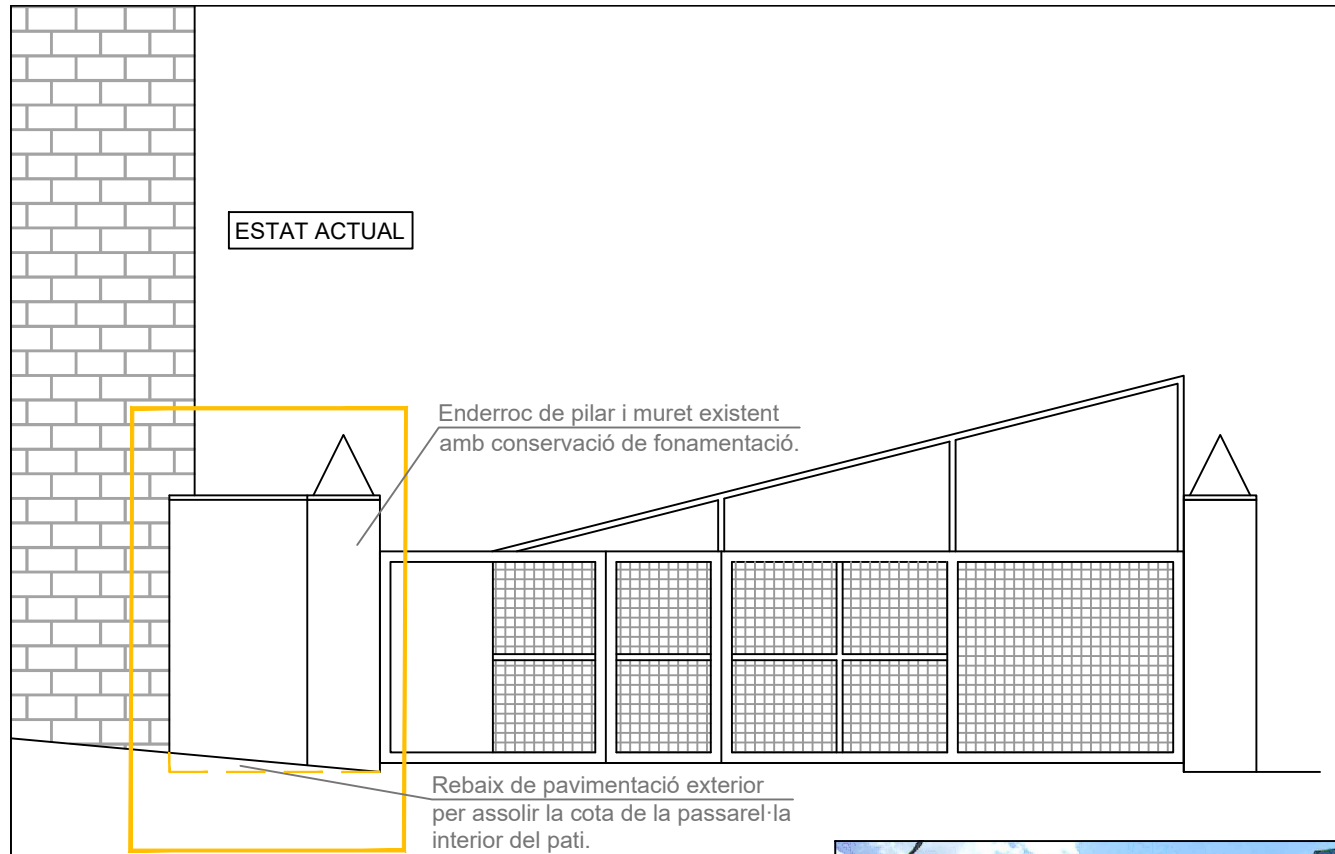 ESTAT ACTUAL
Enderroc de pilar i muret existent
amb conservació de fonamentació.
Rebaix de pavimentació exterior
per assolir la cota de la passarel·la
interior del pati.